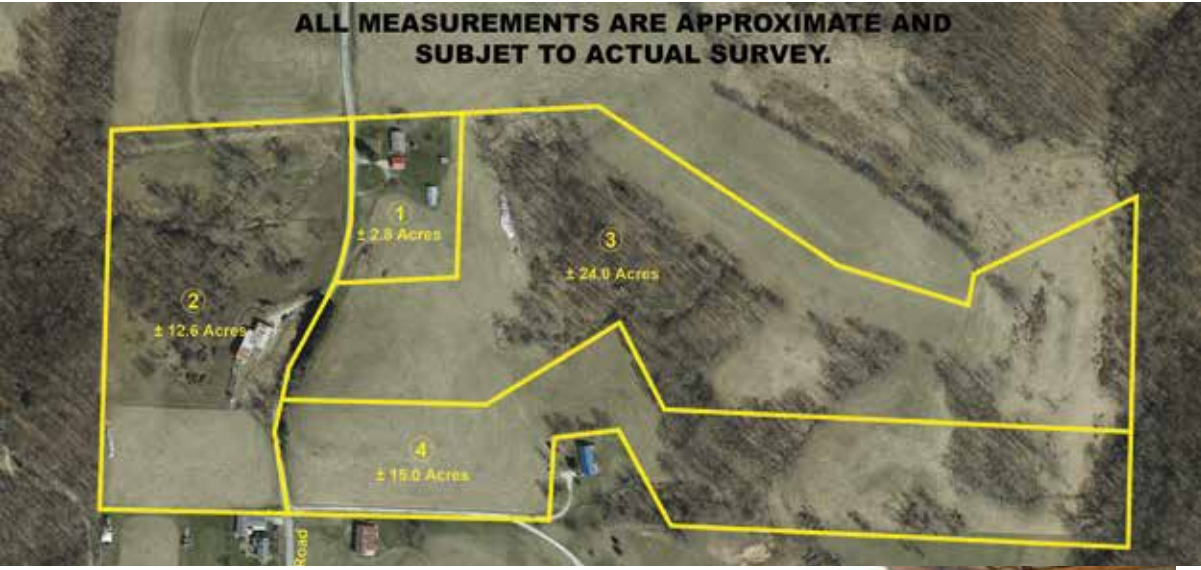 ALL MEASUREMENTS ARE APPROXIMATE AND
SUBJET TO ACTUAL SURVEY.
1
± 2.8 Acres
3
± 24.0 Acres
2
± 12.6 Acres
4
± 15.0 Acres
Road